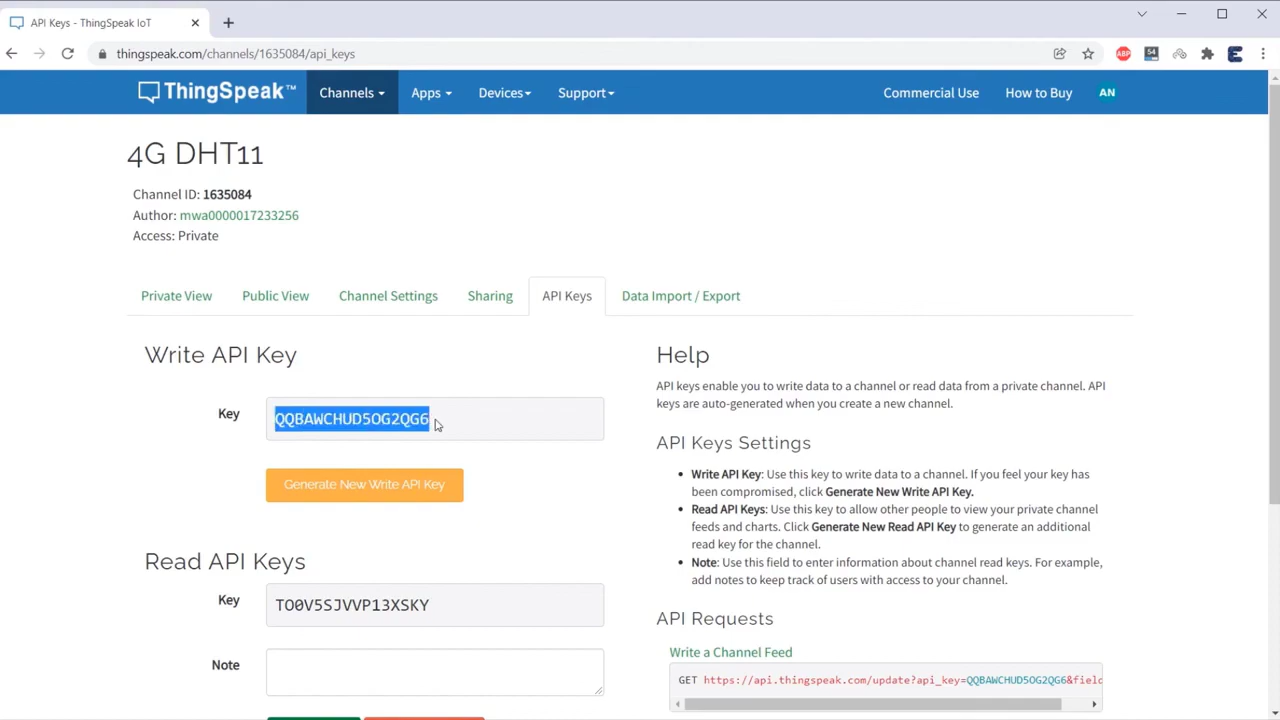 API Keys - ThingSpeak IoT
thingspeak.com/channels/1635084/api_keys
ABP
54
ThingSpeak™
Channels
Apps
Devices
Support
Commercial Use
How to Buy
AN
4G DHT11
Channel ID: 1635084
Author: mwa0000017233256
Access: Private
Private View
Public View
Channel Settings
Sharing
API Keys
Data Import / Export
Write API Key
Key
QQBAWCHUD5OG2QG6
Generate New Write API Key
Read API Keys
Key
TO0V5SJVVP13XSKY
Note
Help
API keys enable you to write data to a channel or read data from a private channel. API
keys are auto-generated when you create a new channel.
API Keys Settings
• Write API Key: Use this key to write data to a channel. If you feel your key has
been compromised, click Generate New Write API Key.
• Read API Keys: Use this key to allow other people to view your private channel
feeds and charts. Click Generate New Read API Key to generate an additional
read key for the channel.
• Note: Use this field to enter information about channel read keys. For example,
add notes to keep track of users with access to your channel.
API Requests
Write a Channel Feed
GET https://api.thingspeak.com/update?api_key=QQBAWCHUD5OG2QG6&field